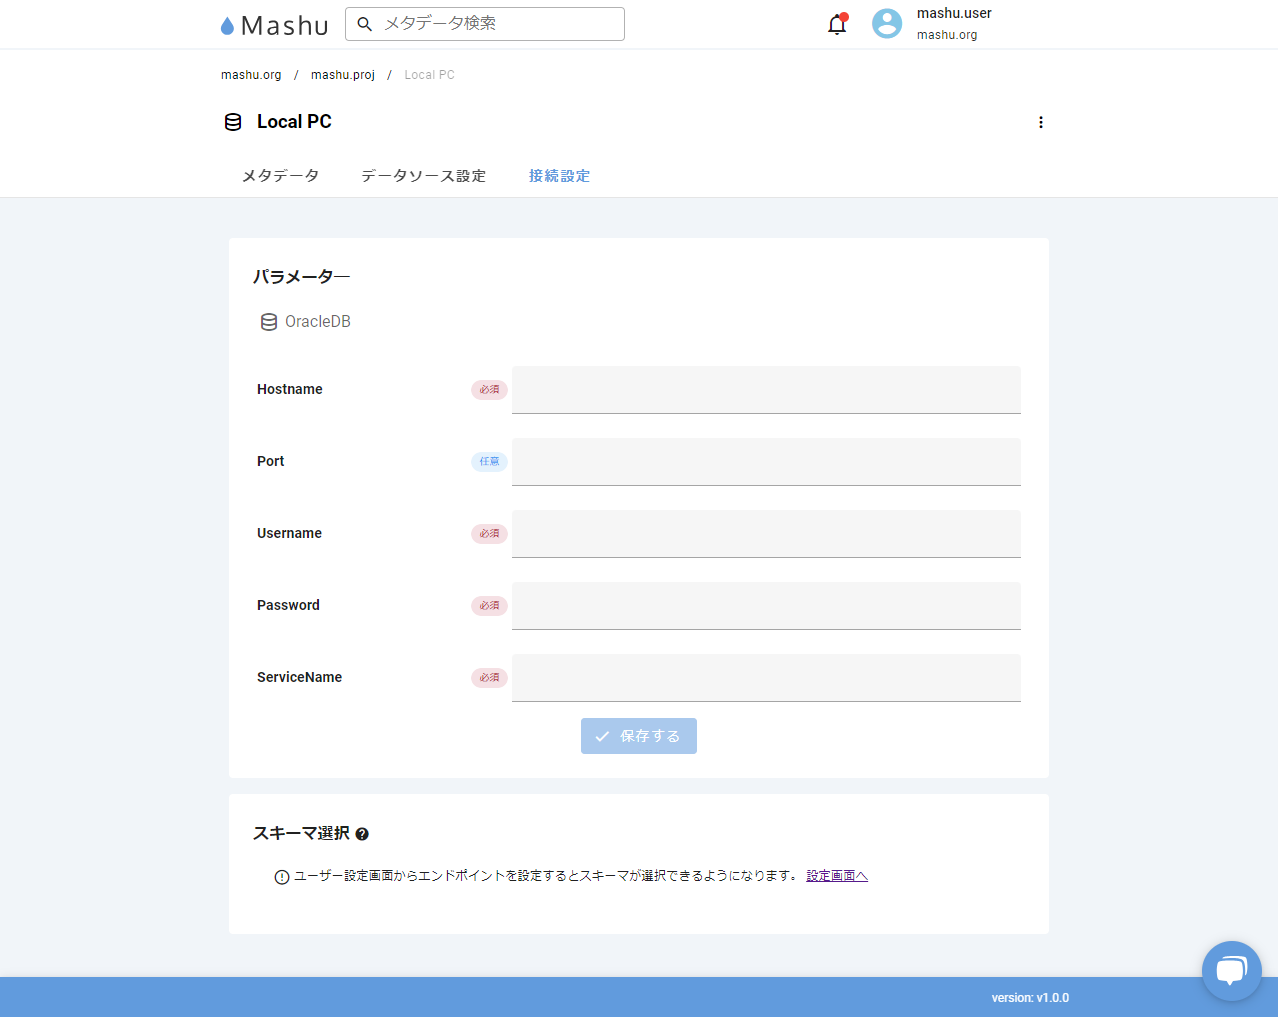 Mashu
メタデータ検索
mashu.user
mashu.org
mashu.org / mashu.proj / Local PC
Local PC
メタデータ データソース設定 接続設定
パラメーター
OracleDB
Hostname 必須
Port 任意
Username 必須
Password 必須
ServiceName 必須
保存する
スキーマ選択
ユーザー設定画面からエンドポイントを設定するとスキーマが選択できるようになります。 設定画面へ
version: v1.0.0